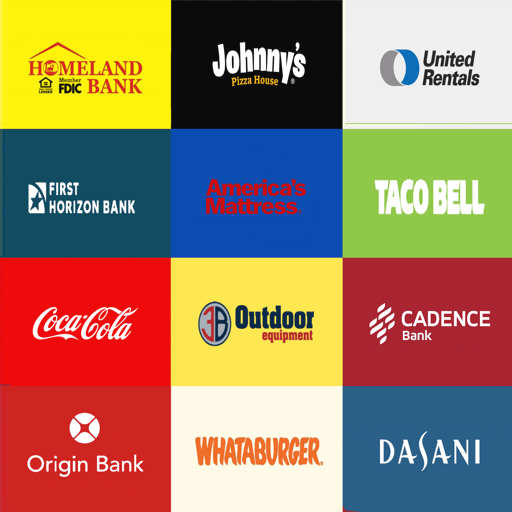 HOMELAND
BANK
Member
FDIC
Johnny's
Pizza House
®
United
Rentals
FIRST
HORIZON BANK
America's
Mattress
TACO BELL
Coca-Cola
3B
Outdoor
equipment
CADENCE
Bank
Origin Bank
WHATABURGER
DASANI